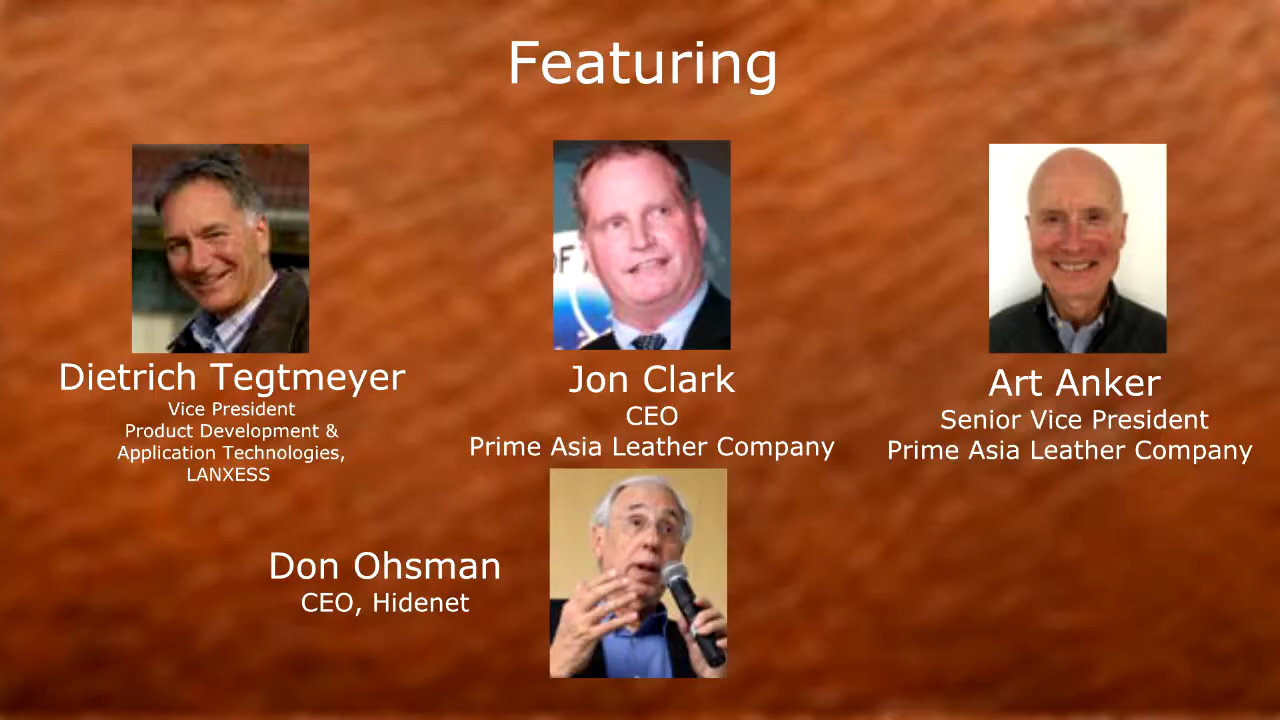 Featuring
OF
Dietrich Tegtmeyer
Vice President
Product Development &
Application Technologies,
LANXESS
Jon Clark
CEO
Prime Asia Leather Company
Art Anker
Senior Vice President
Prime Asia Leather Company
Don Ohsman
CEO, Hidenet